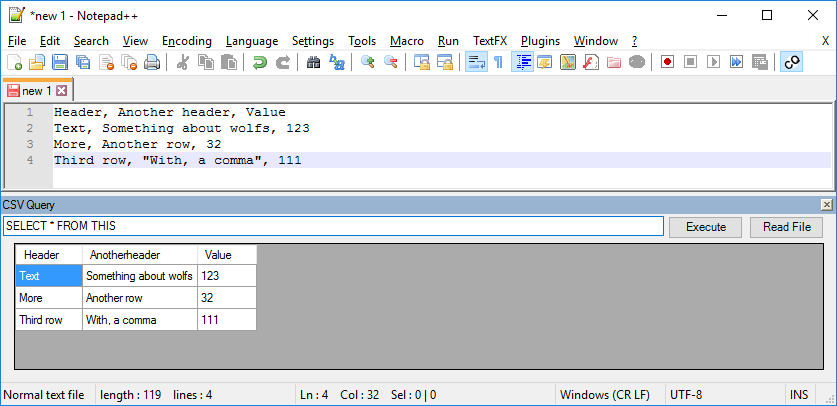 *new 1 - Notepad++
File Edit Search View Encoding Language Settings Tools Macro Run TextFX Plugins Window ? X
new 1
1 Header, Another header, Value
2 Text, Something about wolfs, 123
3 More, Another row, 32
4 Third row, "With, a comma", 111
CSV Query
SELECT * FROM THIS Execute Read File
Header Anotherheader Value
Text Something about wolfs 123
More Another row 32
Third row With, a comma 111
Normal text file length : 119 lines : 4 Ln : 4 Col : 32 Sel : 0 | 0 Windows (CR LF) UTF-8 INS